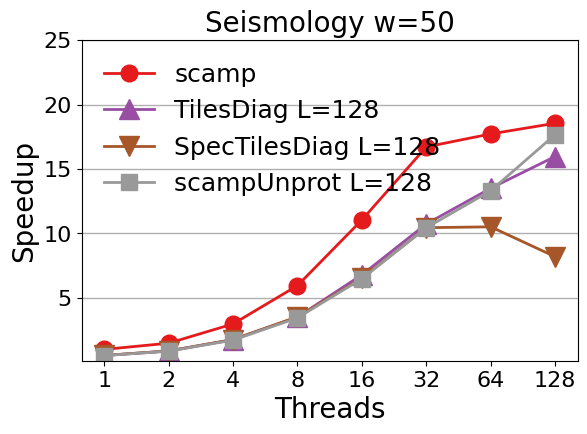 Seismology w=50
25
20
15
10
5
Speedup
scamp
TilesDiag L=128
SpecTilesDiag L=128
scampUnprot L=128
1 2 4 8 16 32 64 128
Threads